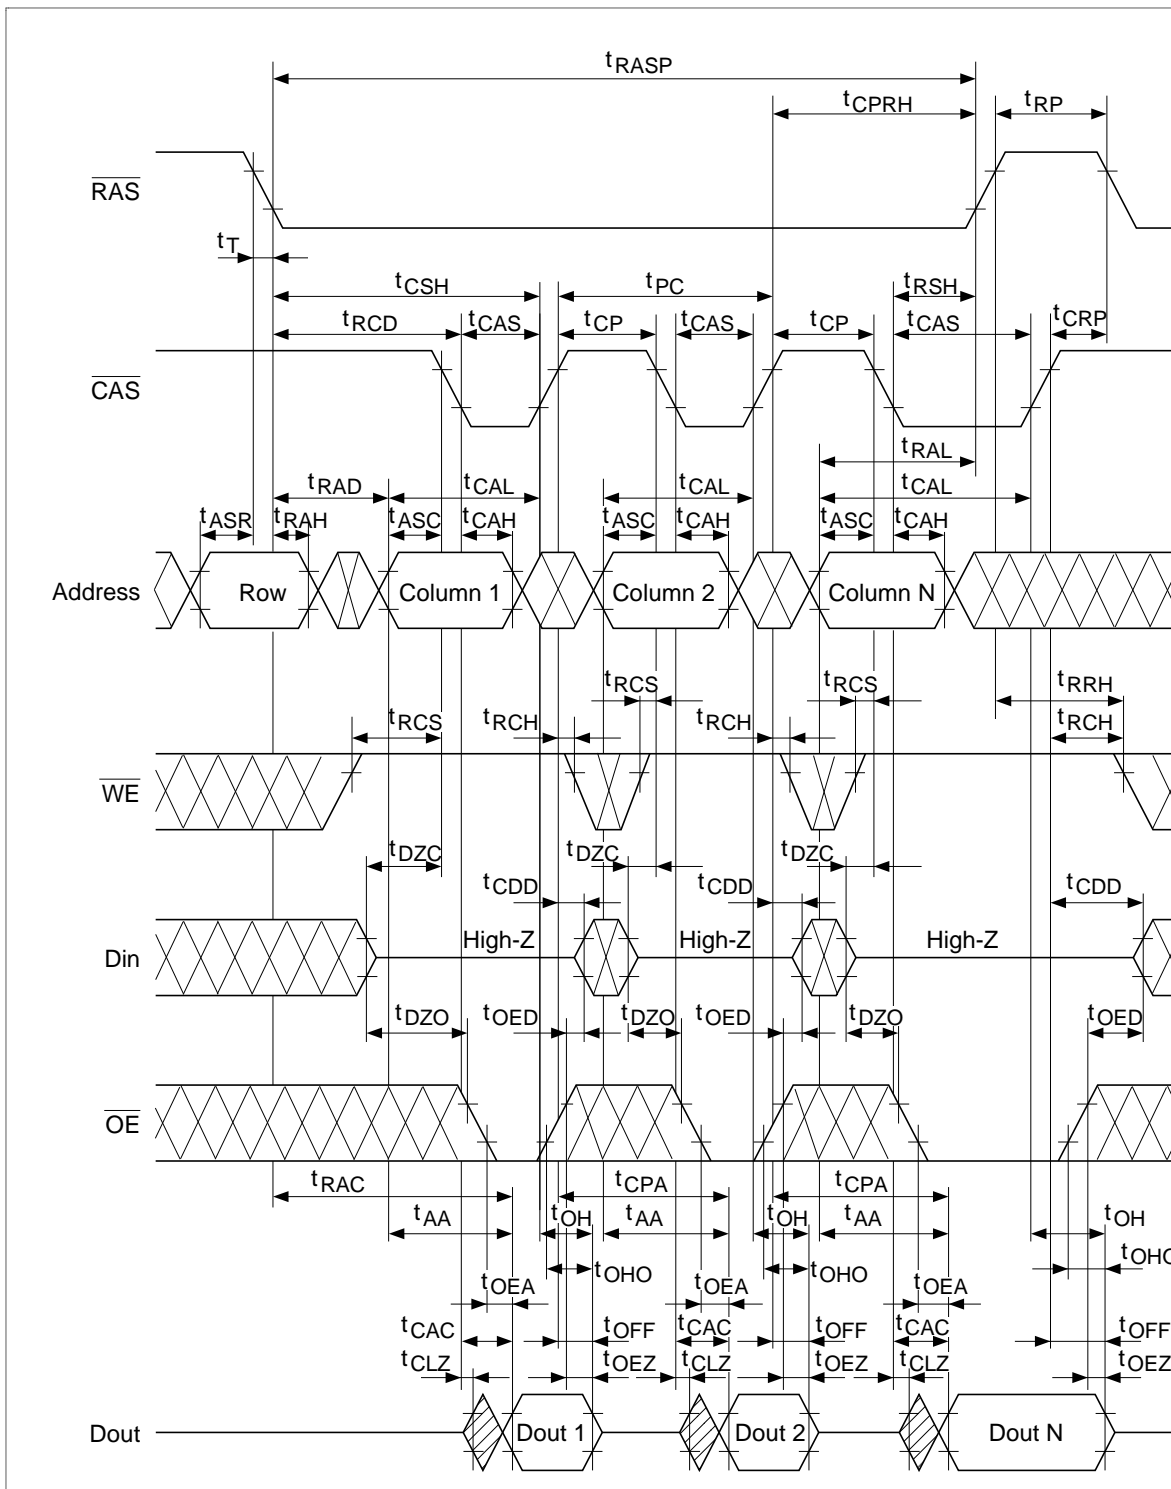 tRASP
tCPRH tRP
RAS
tT
tCSH tPC tRSH
tRCD tCAS tCP tCAS tCP tCAS tCRP
CAS
tRAL
tRAD tCAL tCAL tCAL
tASR tRAH tASC tCAH tASC tCAH tASC tCAH
Address Row Column 1 Column 2 Column N
tRCS tRCS tRRH
tRCS tRCH tRCH tRCH
WE
tDZC tDZC tDZC
tCDD tCDD tCDD
Din High-Z High-Z High-Z
tDZO tOED tDZO tOED tDZO tOED
OE
tRAC tCPA tCPA
tAA tOH tAA tOH tAA tOH
tOHO tOHO tOHO
tOEA tOEA tOEA
tCAC tOFF tCAC tOFF tCAC tOFF
tCLZ tOEZ tCLZ tOEZ tCLZ tOEZ
Dout Dout 1 Dout 2 Dout N